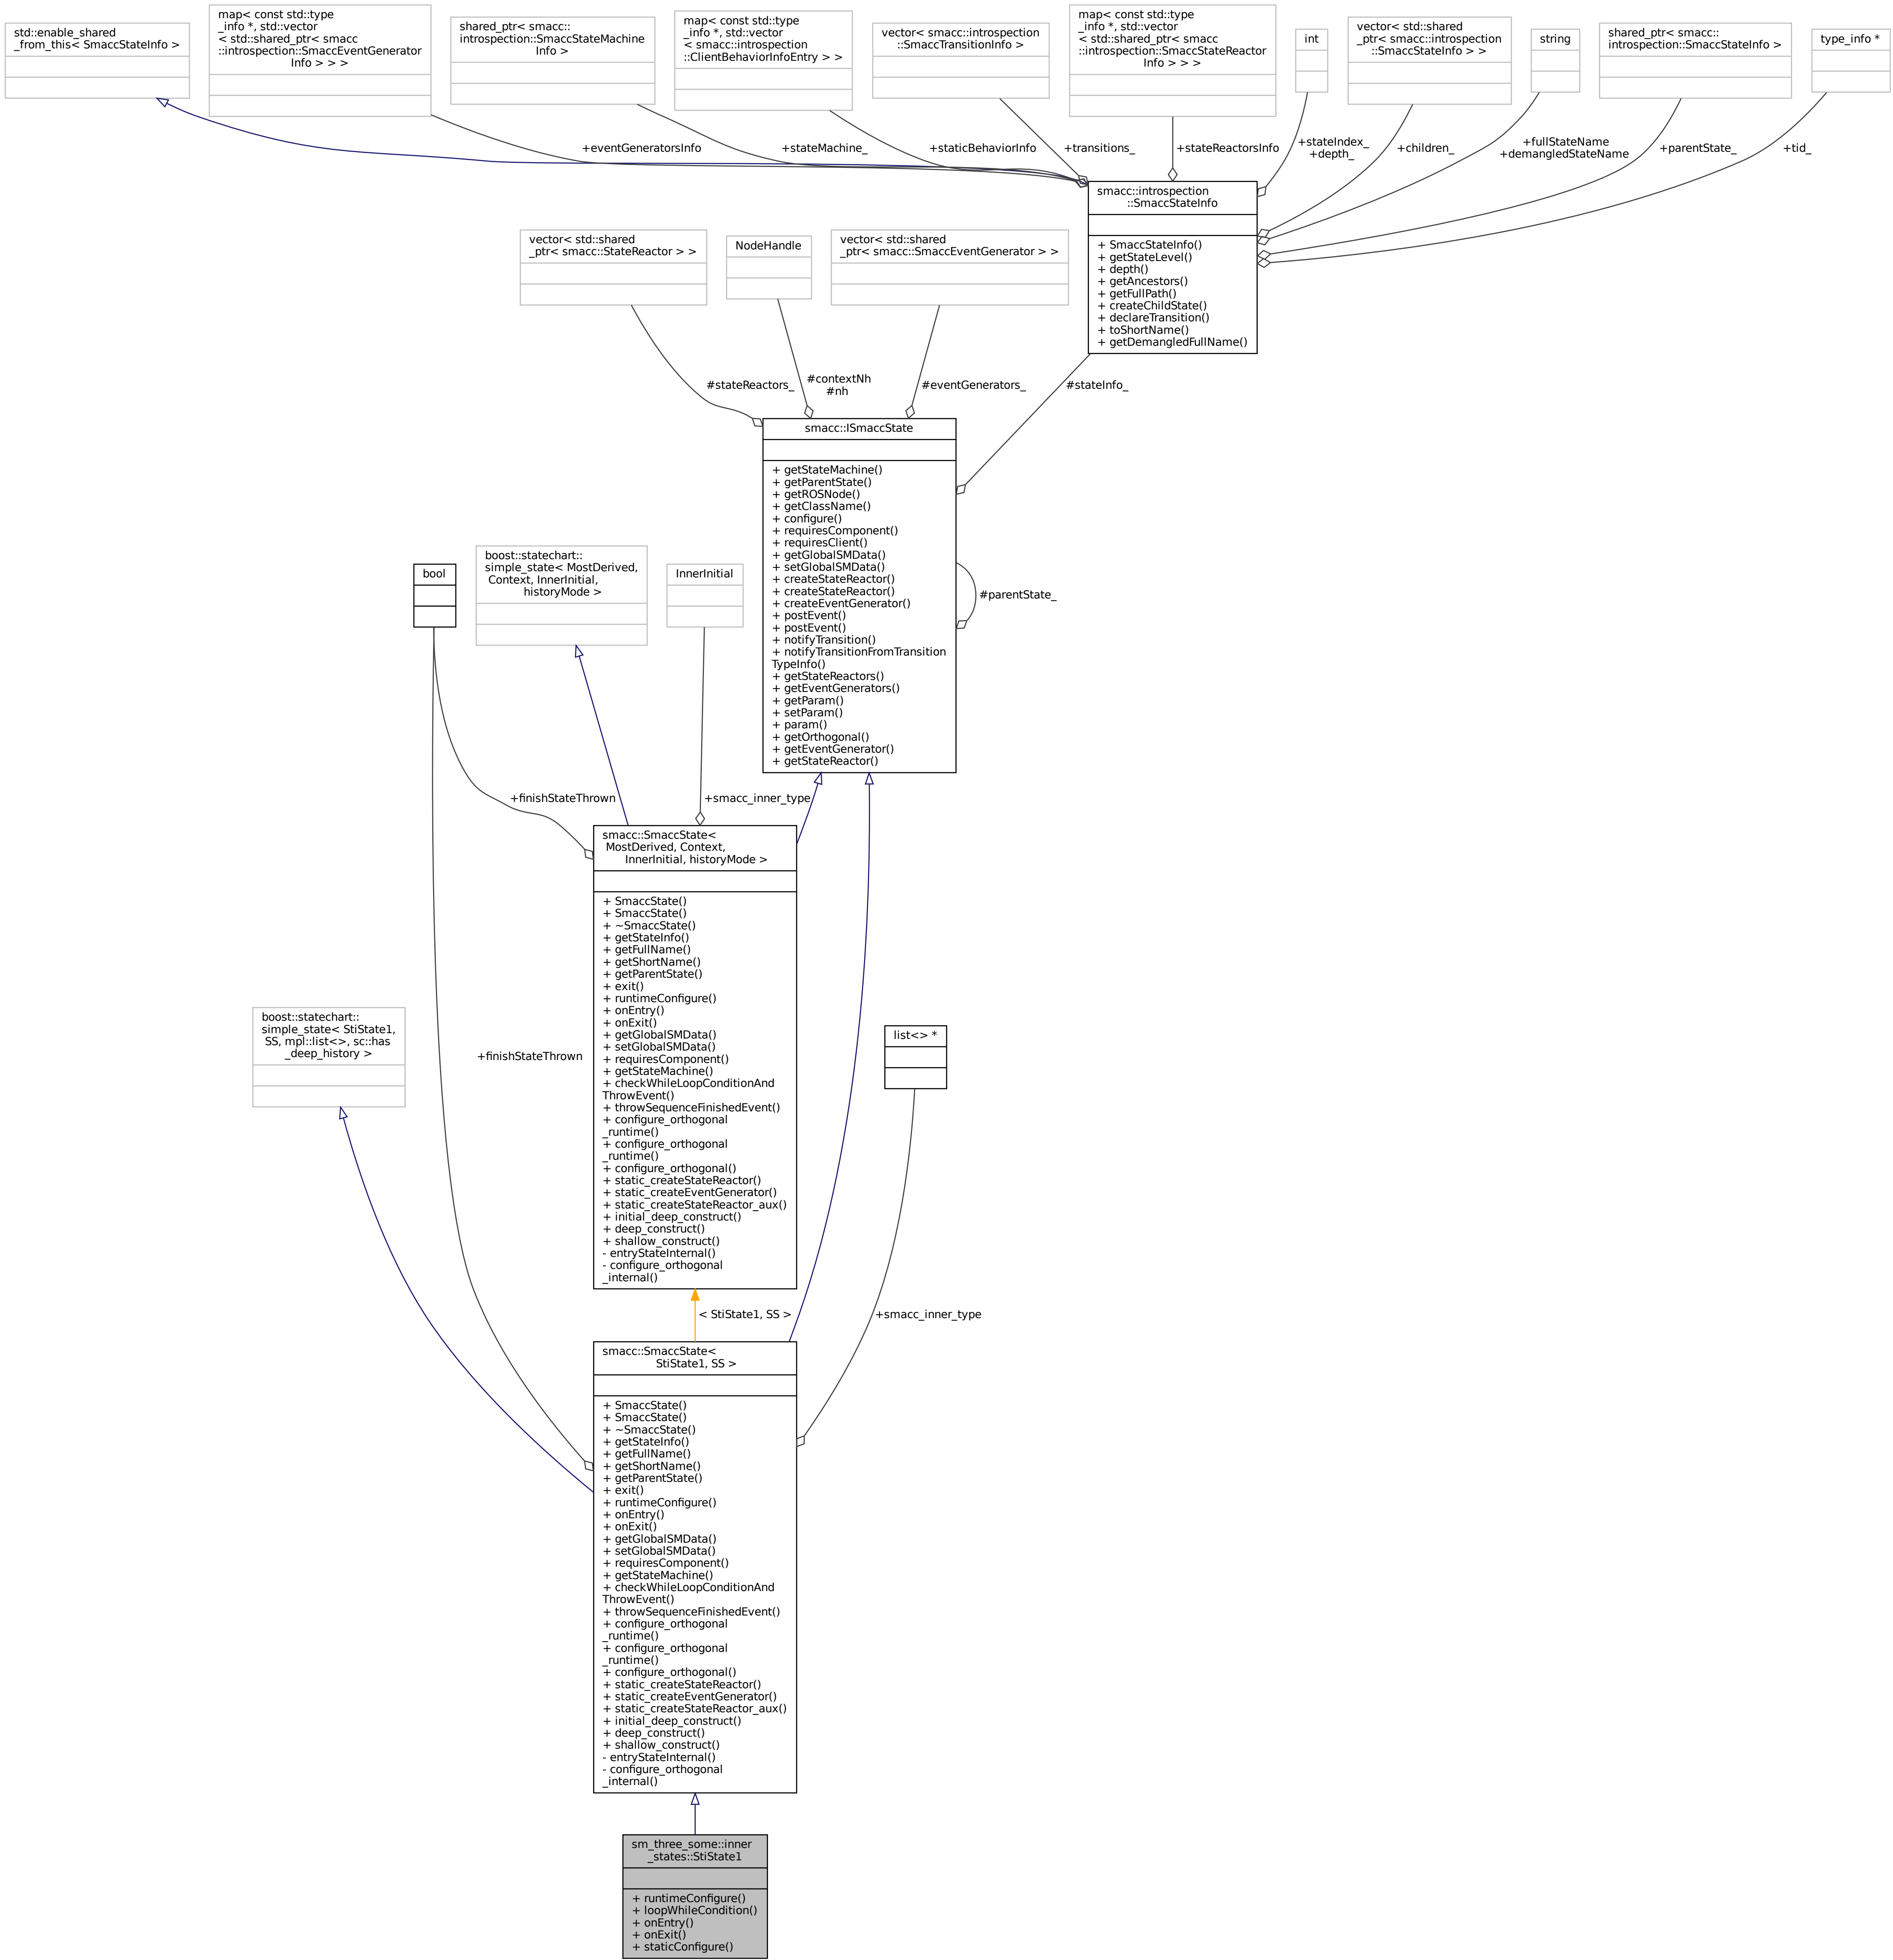 std::enable_shared
_from_this< SmaccStateInfo >
map< const std::type
_info *, std::vector
< std::shared_ptr< smacc
::introspection::SmaccEventGenerator
Info > > >
shared_ptr< smacc::
introspection::SmaccStateMachine
Info >
map< const std::type
_info *, std::vector
< smacc::introspection
::ClientBehaviorInfoEntry > >
vector< smacc::introspection
::SmaccTransitionInfo >
map< const std::type
_info *, std::vector
< std::shared_ptr< smacc
::introspection::SmaccStateReactor
Info > > >
int
vector< std::shared
_ptr< smacc::introspection
::SmaccStateInfo > >
string
shared_ptr< smacc::
introspection::SmaccStateInfo >
type_info *
+eventGeneratorsInfo
+stateMachine_
+staticBehaviorInfo
+transitions_
+stateReactorsInfo
+stateIndex_
+depth_
+children_
+fullStateName
+demangledStateName
+parentState_
+tid_
smacc::introspection
::SmaccStateInfo
+ SmaccStateInfo()
+ getStateLevel()
+ depth()
+ getAncestors()
+ getFullPath()
+ createChildState()
+ declareTransition()
+ toShortName()
+ getDemangledFullName()
vector< std::shared
_ptr< smacc::StateReactor > >
NodeHandle
vector< std::shared
_ptr< smacc::SmaccEventGenerator > >
#stateReactors_
#contextNh
#nh
#eventGenerators_
#stateInfo_
smacc::ISmaccState
+ getStateMachine()
+ getParentState()
+ getROSNode()
+ getClassName()
+ configure()
+ requiresComponent()
+ requiresClient()
+ getGlobalSMData()
+ setGlobalSMData()
+ createStateReactor()
+ createStateReactor()
+ createEventGenerator()
+ postEvent()
+ postEvent()
+ notifyTransition()
+ notifyTransitionFromTransition
TypeInfo()
+ getStateReactors()
+ getEventGenerators()
+ getParam()
+ setParam()
+ param()
+ getOrthogonal()
+ getEventGenerator()
+ getStateReactor()
#parentState_
bool
boost::statechart::
simple_state< MostDerived,
Context, InnerInitial,
historyMode >
InnerInitial
+finishStateThrown
+smacc_inner_type
smacc::SmaccState<
MostDerived, Context,
InnerInitial, historyMode >
+ SmaccState()
+ SmaccState()
+ ~SmaccState()
+ getStateInfo()
+ getFullName()
+ getShortName()
+ getParentState()
+ exit()
+ runtimeConfigure()
+ onEntry()
+ onExit()
+ getGlobalSMData()
+ setGlobalSMData()
+ requiresComponent()
+ getStateMachine()
+ checkWhileLoopConditionAnd
ThrowEvent()
+ throwSequenceFinishedEvent()
+ configure_orthogonal
_runtime()
+ configure_orthogonal
_runtime()
+ configure_orthogonal()
+ static_createStateReactor()
+ static_createEventGenerator()
+ static_createStateReactor_aux()
+ initial_deep_construct()
+ deep_construct()
+ shallow_construct()
- entryStateInternal()
- configure_orthogonal
_internal()
boost::statechart::
simple_state< StiState1,
SS, mpl::list<>, sc::has
_deep_history >
+finishStateThrown
list<> *
< StiState1, SS >
+smacc_inner_type
smacc::SmaccState<
StiState1, SS >
+ SmaccState()
+ SmaccState()
+ ~SmaccState()
+ getStateInfo()
+ getFullName()
+ getShortName()
+ getParentState()
+ exit()
+ runtimeConfigure()
+ onEntry()
+ onExit()
+ getGlobalSMData()
+ setGlobalSMData()
+ requiresComponent()
+ getStateMachine()
+ checkWhileLoopConditionAnd
ThrowEvent()
+ throwSequenceFinishedEvent()
+ configure_orthogonal
_runtime()
+ configure_orthogonal
_runtime()
+ configure_orthogonal()
+ static_createStateReactor()
+ static_createEventGenerator()
+ static_createStateReactor_aux()
+ initial_deep_construct()
+ deep_construct()
+ shallow_construct()
- entryStateInternal()
- configure_orthogonal
_internal()
sm_three_some::inner
_states::StiState1
+ runtimeConfigure()
+ loopWhileCondition()
+ onEntry()
+ onExit()
+ staticConfigure()